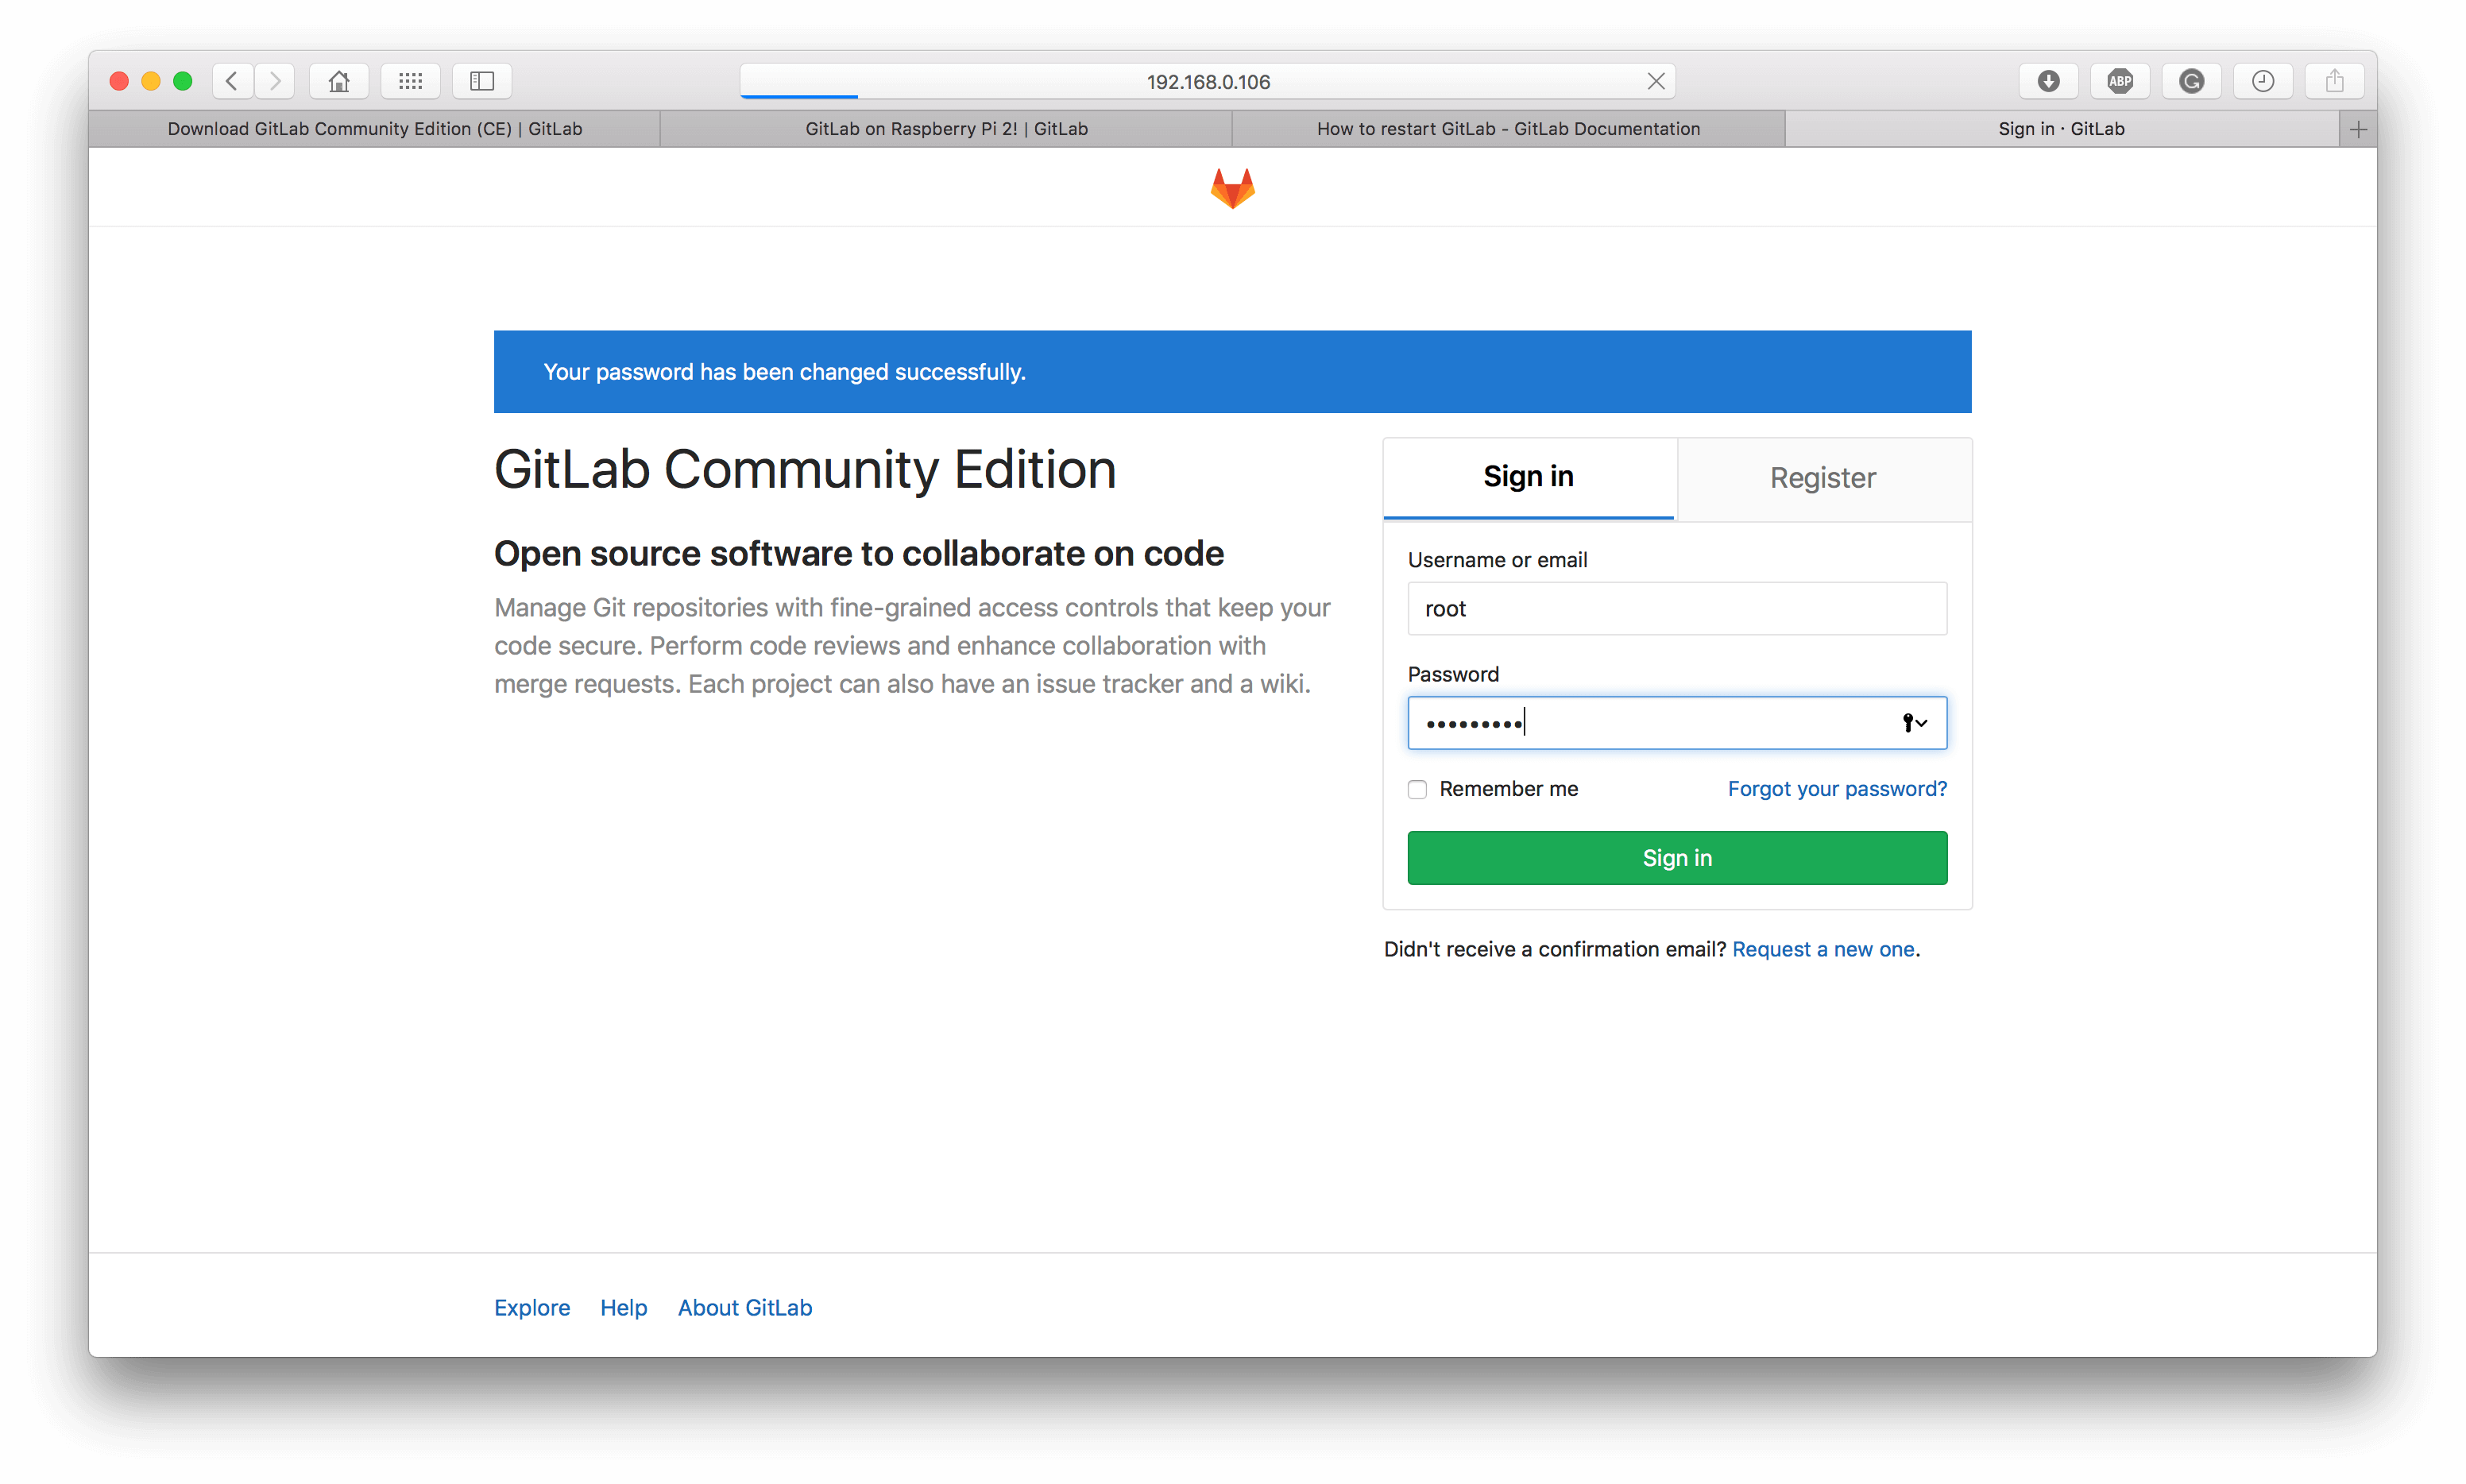 192.168.0.106
ABP
Download GitLab Community Edition (CE) | GitLab
GitLab on Raspberry Pi 2! | GitLab
How to restart GitLab - GitLab Documentation
Sign in · GitLab
Your password has been changed successfully.
GitLab Community Edition
Open source software to collaborate on code
Manage Git repositories with fine-grained access controls that keep your
code secure. Perform code reviews and enhance collaboration with
merge requests. Each project can also have an issue tracker and a wiki.
Sign in
Register
Username or email
root
Password
•••••••••
Remember me
Forgot your password?
Sign in
Didn't receive a confirmation email? Request a new one.
Explore
Help
About GitLab